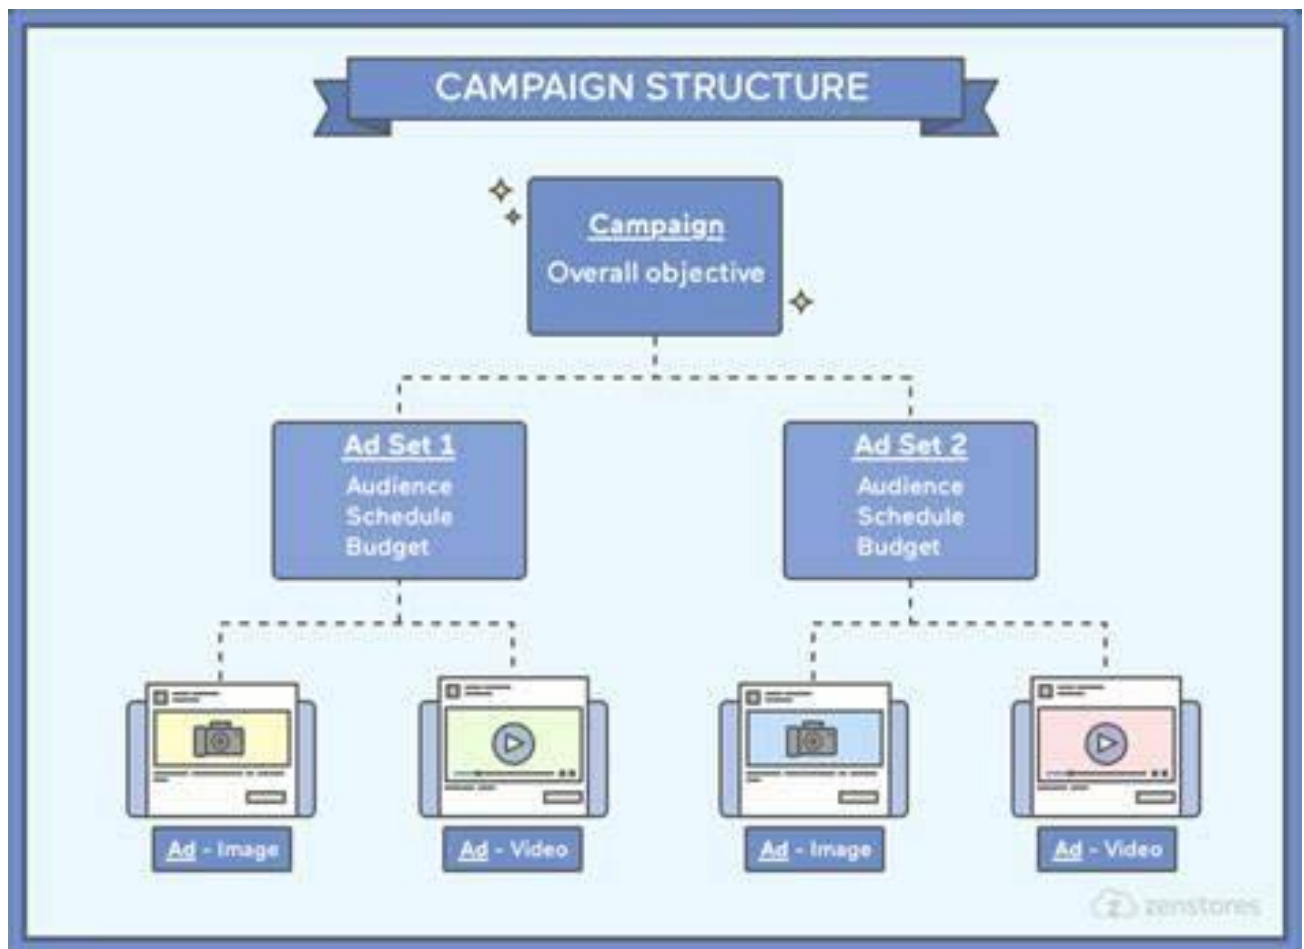 CAMPAIGN STRUCTURE
Campaign
Overall objective
Ad Set 1
Audience
Schedule
Budget
Ad Set 2
Audience
Schedule
Budget
Ad - Image
Ad - Video
Ad - Image
Ad - Video
zenstores